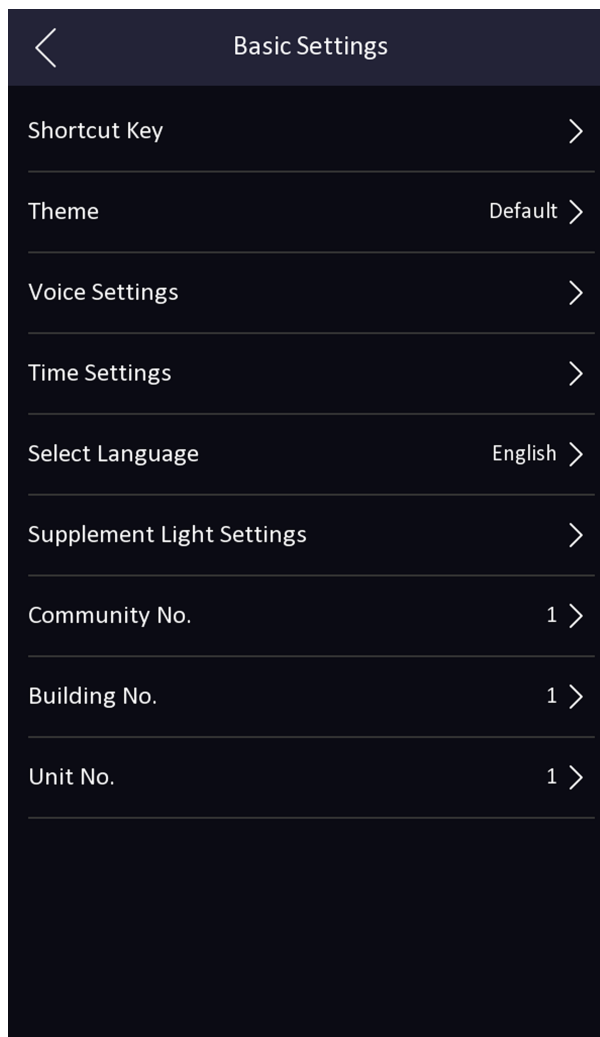 Basic Settings
Shortcut Key
Theme Default
Voice Settings
Time Settings
Select Language English
Supplement Light Settings
Community No. 1
Building No. 1
Unit No. 1